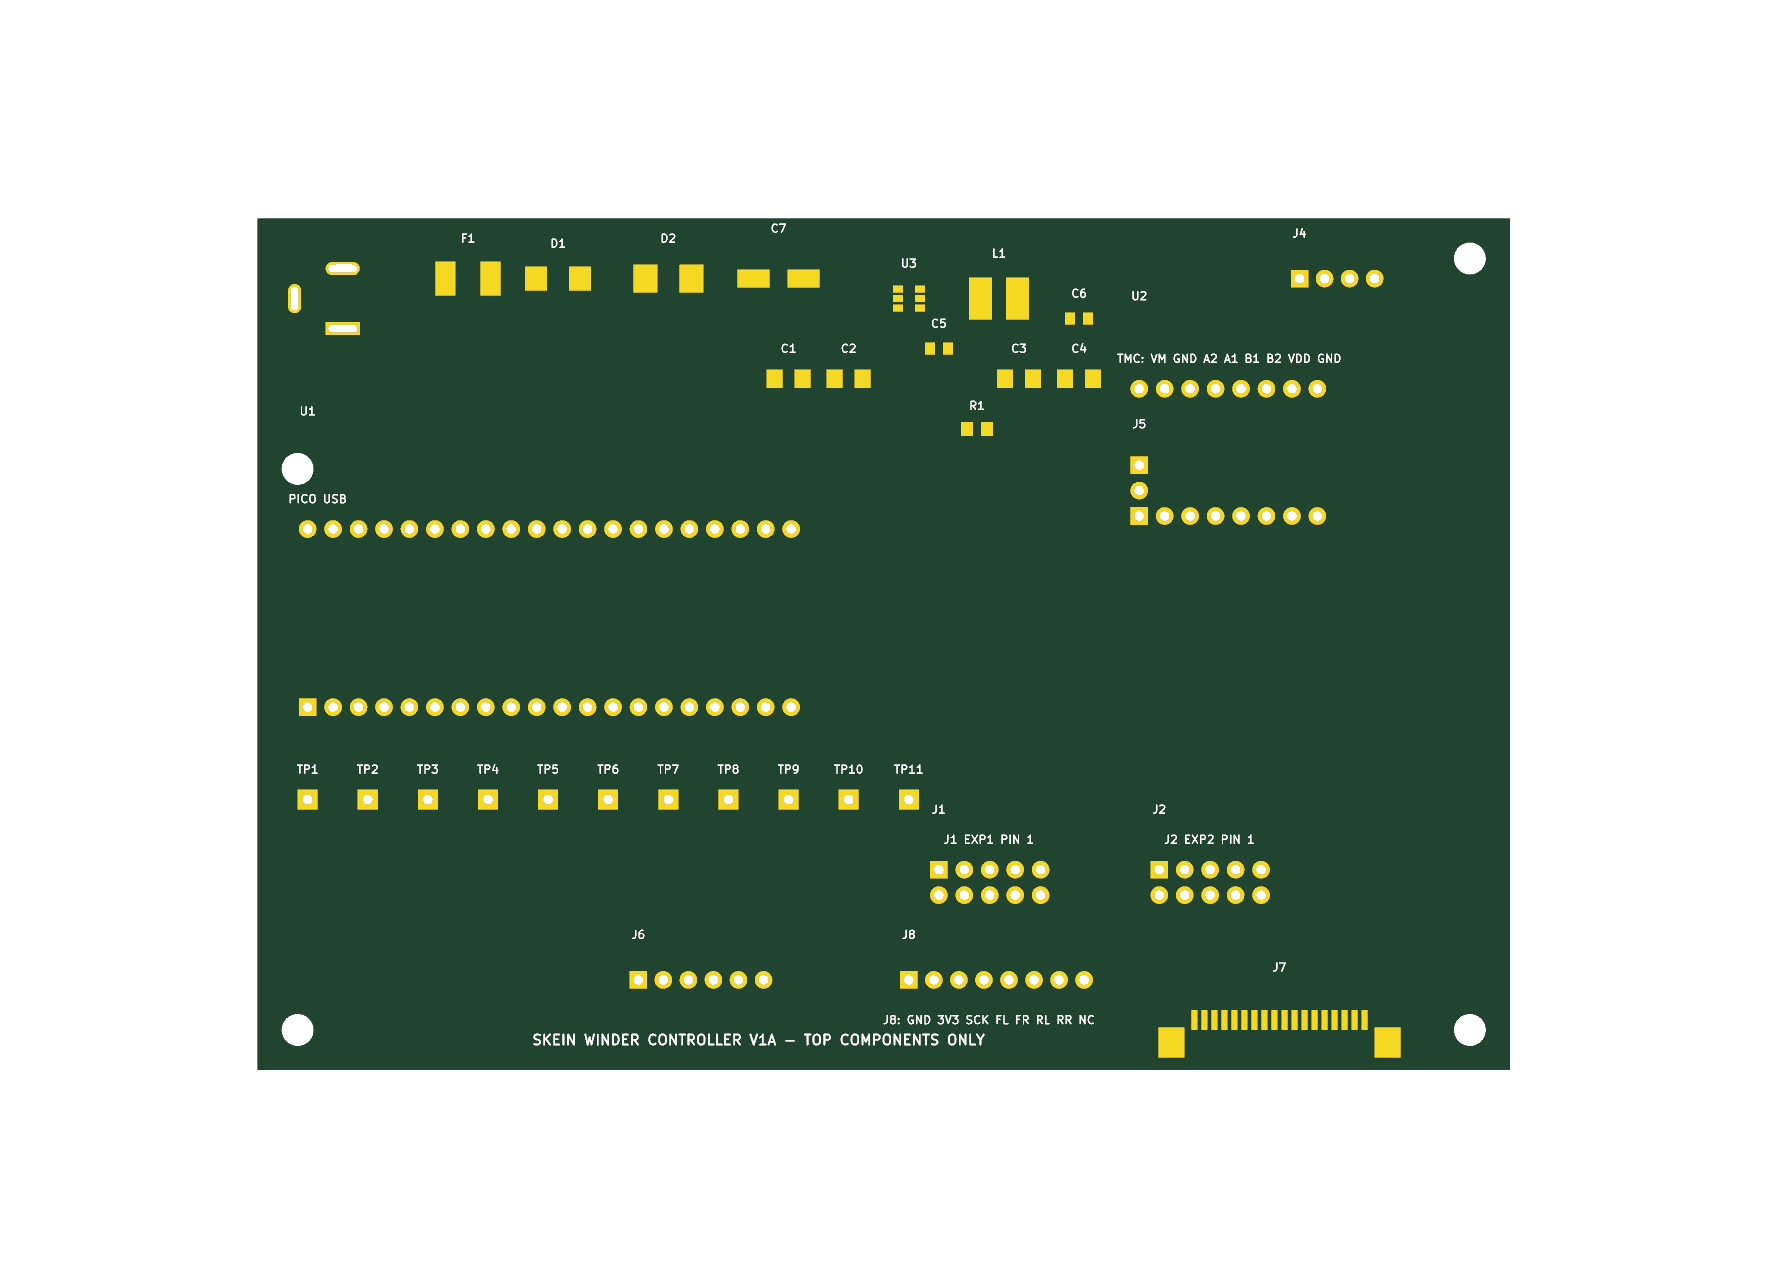 C7
F1
D1
D2
J4
L1
U3
C6
U2
C5
C1
C2
C3
C4
TMC: VM GND A2 A1 B1 B2 VDD GND
R1
U1
J5
PICO USB
TP1
TP2
TP3
TP4
TP5
TP6
TP7
TP8
TP9
TP10
TP11
J1
J2
J1 EXP1 PIN 1
J2 EXP2 PIN 1
J6
J8
J7
J8: GND 3V3 SCK FL FR RL RR NC
SKEIN WINDER CONTROLLER V1A – TOP COMPONENTS ONLY